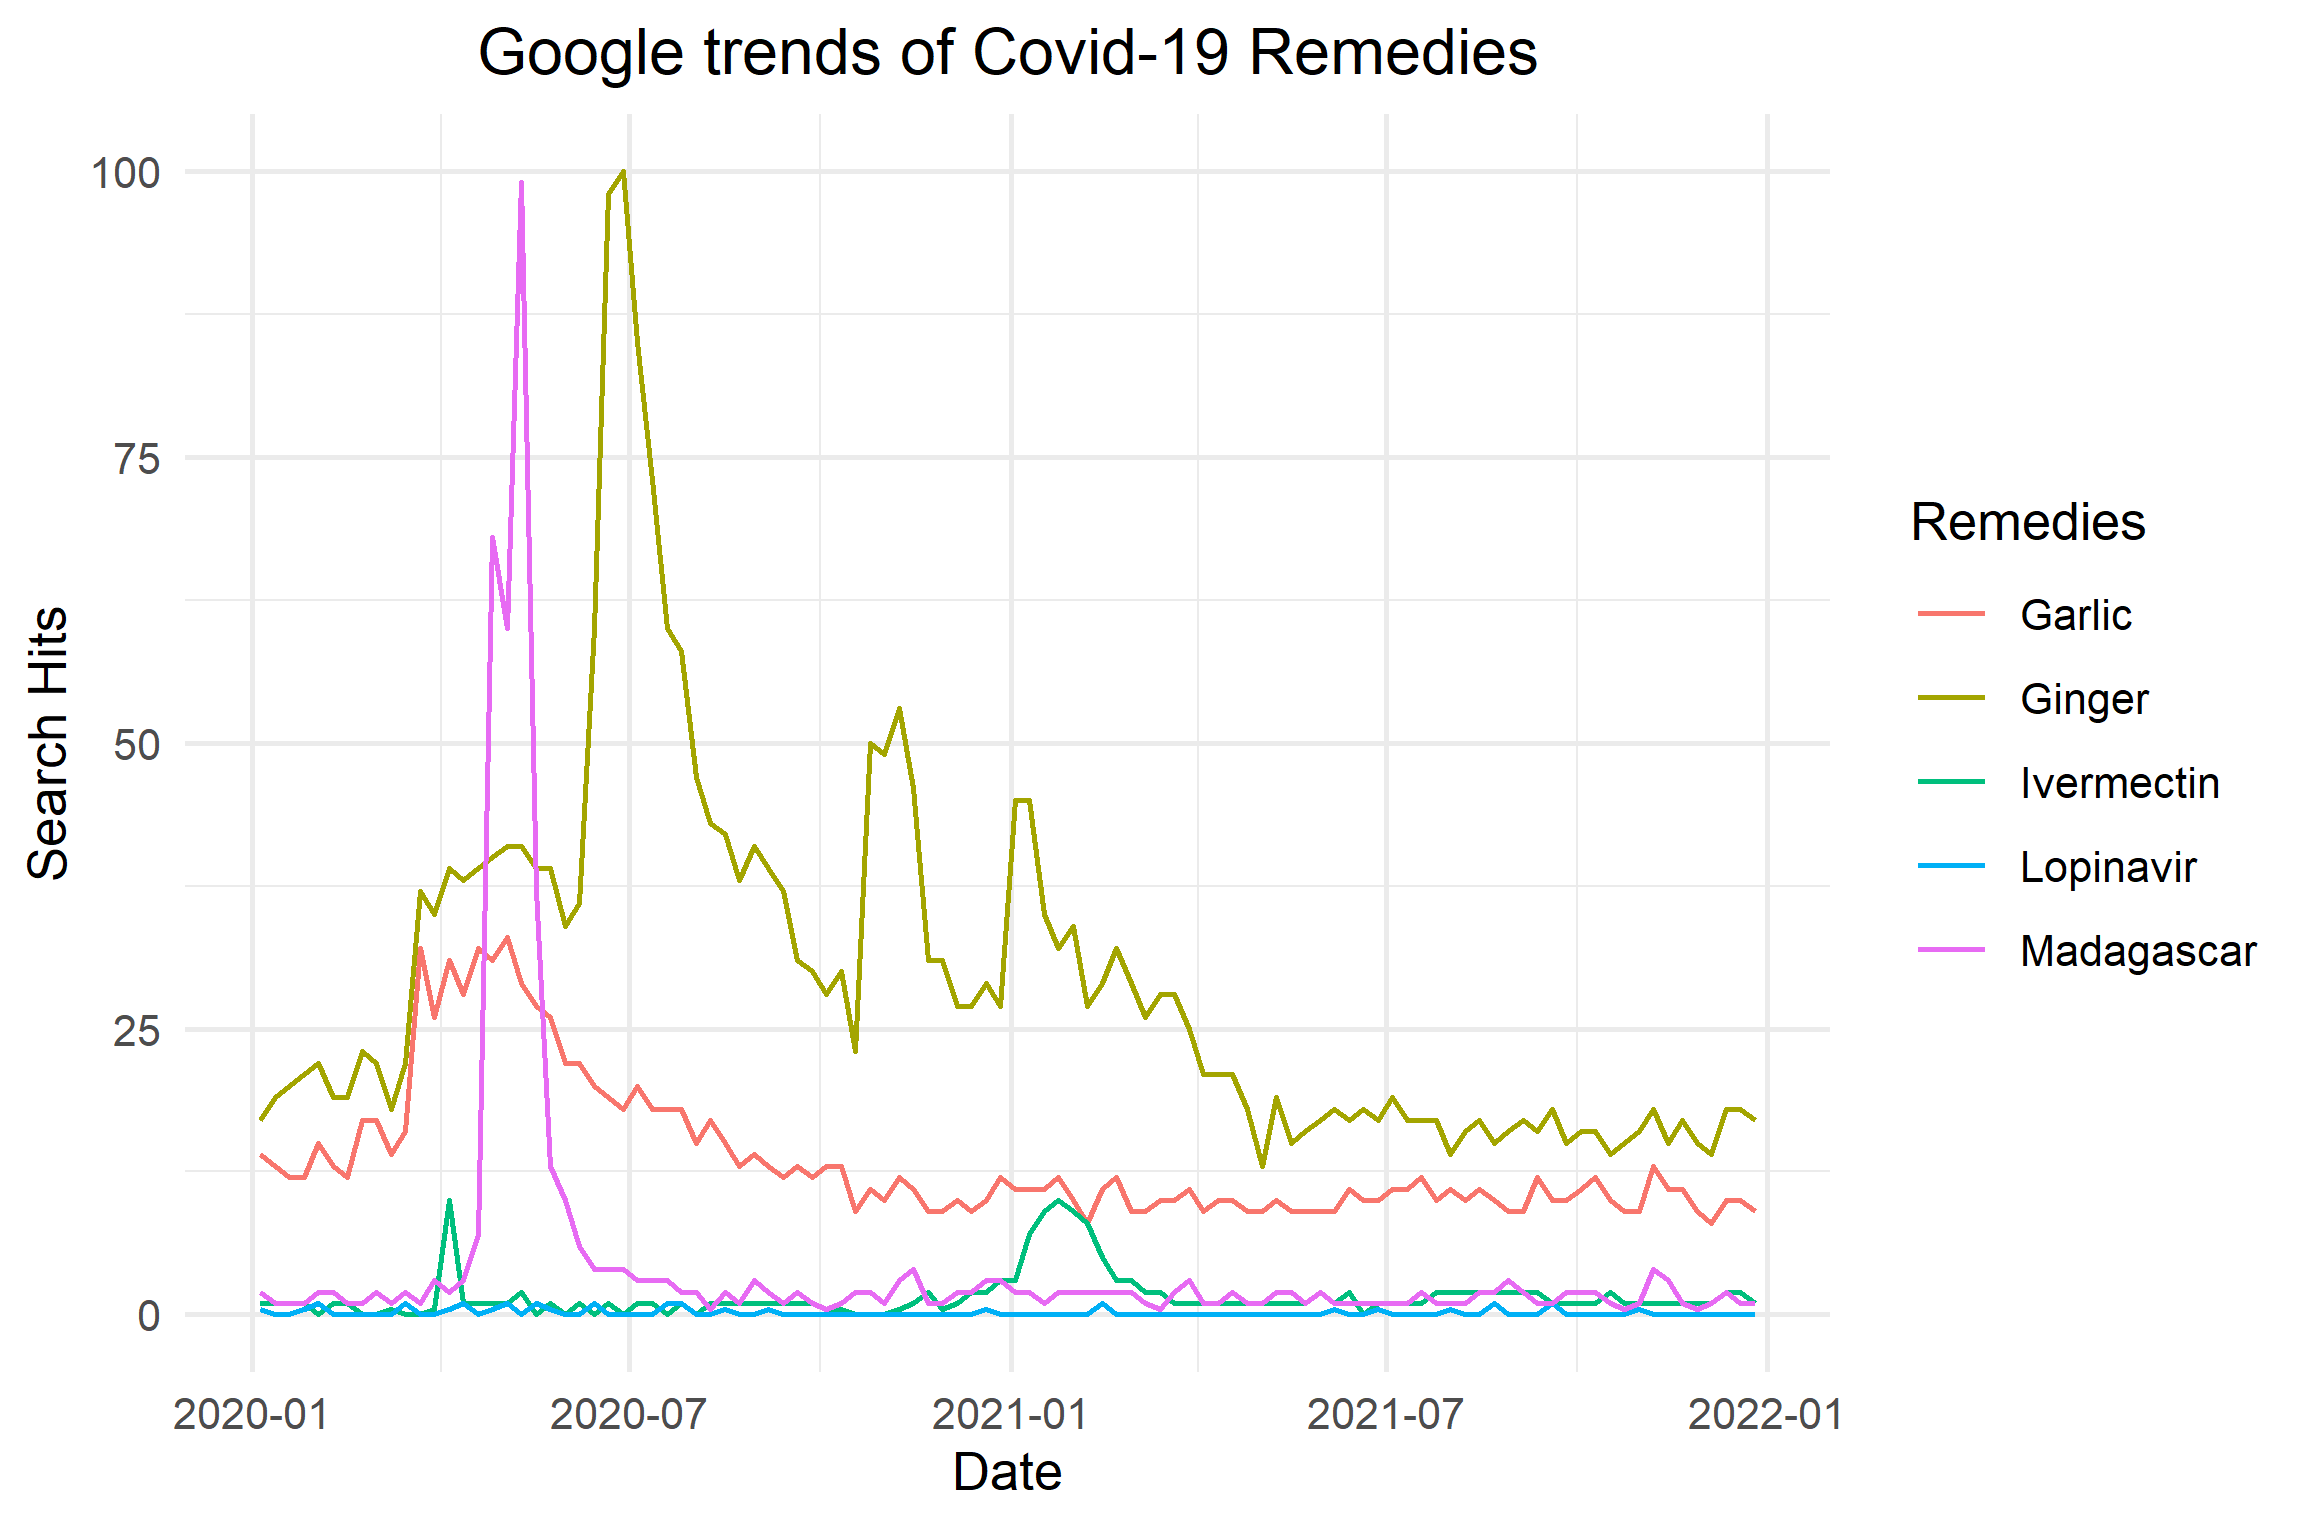 Google trends of Covid-19 Remedies
Search Hits
100
75
50
25
0
2020-01
2020-07
2021-01
2021-07
2022-01
Date
Remedies
Garlic
Ginger
Ivermectin
Lopinavir
Madagascar